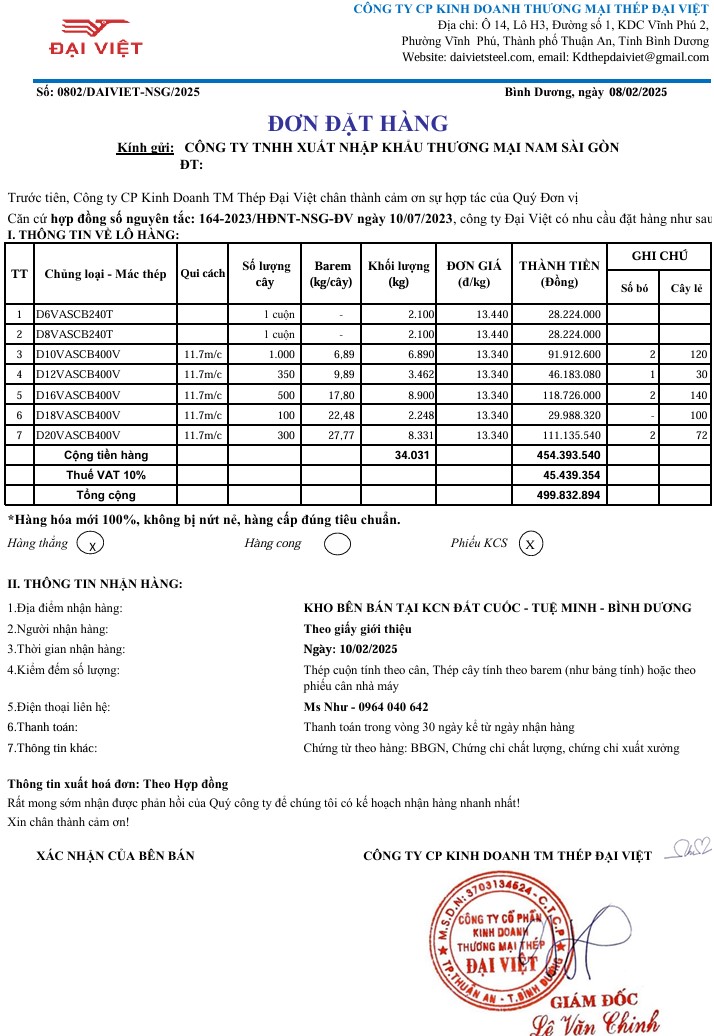 CÔNG TY CP KINH DOANH THƯƠNG MẠI THÉP ĐẠI VIỆT
Địa chỉ: Ô 14, Lô H3, Đường số 1, KDC Vĩnh Phú 2,
Phường Vĩnh Phú, Thành phố Thuận An, Tỉnh Bình Dương
Website: daivietsteel.com, email: Kdthepdaiviet@gmail.com
ĐẠI VIỆT
Số: 0802/DAIVIET-NSG/2025 Bình Dương, ngày 08/02/2025
ĐƠN ĐẶT HÀNG
Kính gửi: CÔNG TY TNHH XUẤT NHẬP KHẨU THƯƠNG MẠI NAM SÀI GÒN
ĐT:
Trước tiên, Công ty CP Kinh Doanh TM Thép Đại Việt chân thành cảm ơn sự hợp tác của Quý Đơn vị
Căn cứ hợp đồng số nguyên tắc: 164-2023/HĐNT-NSG-ĐV ngày 10/07/2023, công ty Đại Việt có nhu cầu đặt hàng như sau
I. THÔNG TIN VỀ LÔ HÀNG:
TT Chủng loại - Mác thép Qui cách Số lượng cây Barem (kg/cây) Khối lượng (kg) ĐƠN GIÁ (đ/kg) THÀNH TIỀN (Đồng) GHI CHÚ
Số bó Cây lẻ
1 D6VASCB240T 1 cuộn - 2.100 13.440 28.224.000
2 D8VASCB240T 1 cuộn - 2.100 13.440 28.224.000
3 D10VASCB400V 11.7m/c 1.000 6,89 6.890 13.340 91.912.600 2 120
4 D12VASCB400V 11.7m/c 350 9,89 3.462 13.340 46.183.080 1 30
5 D16VASCB400V 11.7m/c 500 17,80 8.900 13.340 118.726.000 2 140
6 D18VASCB400V 11.7m/c 100 22,48 2.248 13.340 29.988.320 - 100
7 D20VASCB400V 11.7m/c 300 27,77 8.331 13.340 111.135.540 2 72
Cộng tiền hàng 34.031 454.393.540
Thuế VAT 10% 45.439.354
Tổng cộng 499.832.894
*Hàng hóa mới 100%, không bị nứt nẻ, hàng cấp đúng tiêu chuẩn.
Hàng thẳng x Hàng cong Phiếu KCS X
II. THÔNG TIN NHẬN HÀNG:
1.Địa điểm nhận hàng: KHO BÊN BÁN TẠI KCN ĐẤT CUỐC - TUỆ MINH - BÌNH DƯƠNG
2.Người nhận hàng: Theo giấy giới thiệu
3.Thời gian nhận hàng: Ngày: 10/02/2025
4.Kiểm đếm số lượng: Thép cuộn tính theo cân, Thép cây tính theo barem (như bảng tính) hoặc theo
phiếu cân nhà máy
5.Điện thoại liên hệ: Ms Như - 0964 040 642
6.Thanh toán: Thanh toán trong vòng 30 ngày kể từ ngày nhận hàng
7.Thông tin khác: Chứng từ theo hàng: BBGN, Chứng chỉ chất lượng, chứng chỉ xuất xưởng
Thông tin xuất hoá đơn: Theo Hợp đồng
Rất mong sớm nhận được phản hồi của Quý công ty để chúng tôi có kế hoạch nhận hàng nhanh nhất!
Xin chân thành cảm ơn!
XÁC NHẬN CỦA BÊN BÁN CÔNG TY CP KINH DOANH TM THÉP ĐẠI VIỆT
M.S.D.N: 3703134624 - C.T.C.P
CÔNG TY CỔ PHẦN
KINH DOANH
THƯƠNG MẠI THÉP
ĐẠI VIỆT
TP.THUẬN AN - T.BÌNH DƯƠNG
GIÁM ĐỐC
Lê Văn Chinh